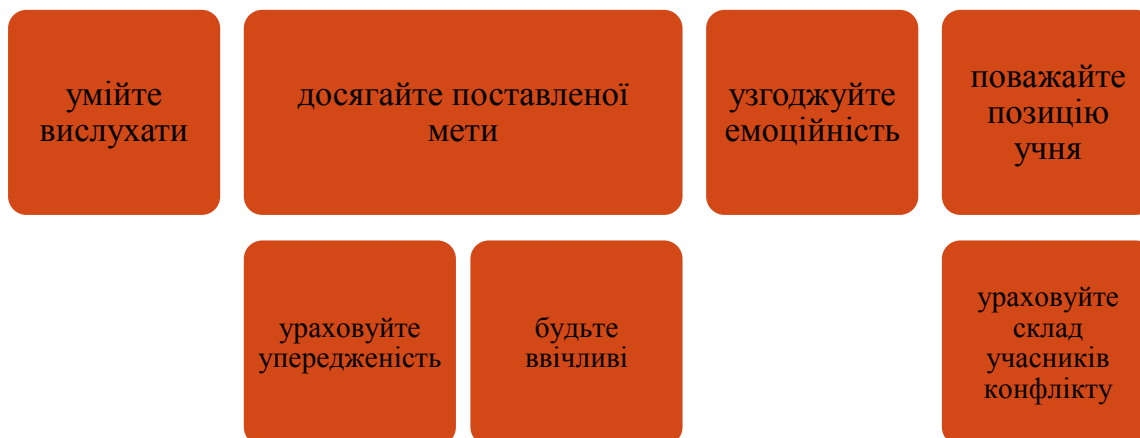 умійте
вислухати
досягайте поставленої
мети
узгоджуйте
емоційність
поважайте
позицію
учня
ураховуйте
упередженість
будьте
ввічливі
ураховуйте
склад
учасників
конфлікту